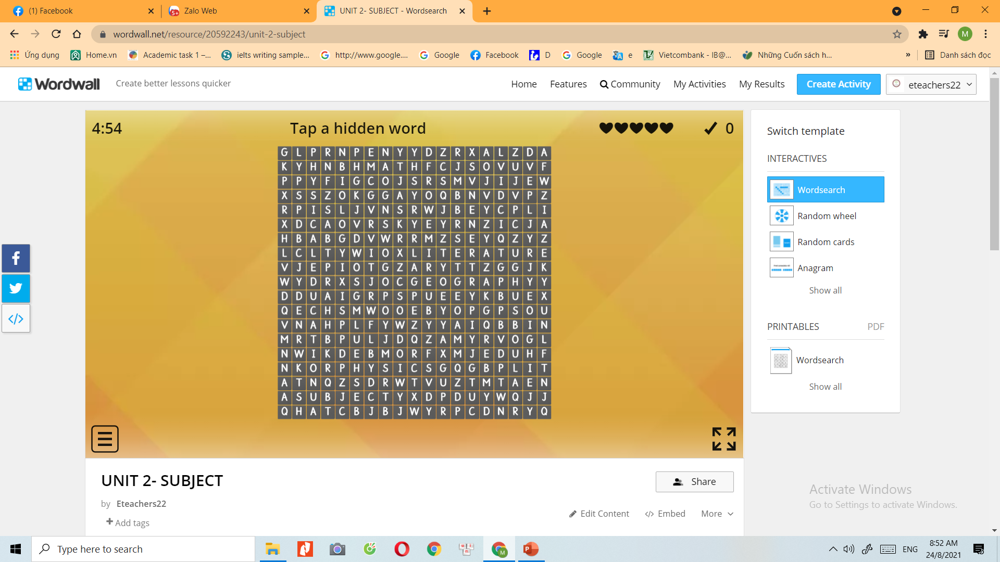 (1) Facebook
Zalo Web
UNIT 2- SUBJECT - Wordsearch
wordwall.net/resource/20592243/unit-2-subject
M
Ứng dụng
Home.vn
Academic task 1 –...
ielts writing sample...
http://www.google....
Google
Facebook
D
Google
e
Vietcombank - IB@...
Những Cuốn sách h...
»
Danh sách đọc
Wordwall
Create better lessons quicker
Home
Features
Community
My Activities
My Results
Create Activity
eteachers22
4:54
Tap a hidden word
0
G L P R N P E N Y Y D Z R X A L Z D A
K Y H N B H M A T H F C J S O V U V F
P P Y F I G C O J S R S M V J I J E W
X S S Z O K G G A Y O Q B N V D V P Z
R P I S L J V N S R W J B E Y C P L I
X D C A O V R S K Y E Y R N Z I C J A
H B A B G D V W R R M Z S E Y Q Z Y Z
L C L T Y W I O X L I T E R A T U R E
V J E P I O T G Z A R Y T T Z G G J K
W Y D R X S J O C G E O G R A P H Y Y
D D U A I G R P S P U E E Y K B U E X
Q E C H S M W O O E B Y O P G P S O U
V N A H P L F Y W Z Y Y A I Q B B I N
M R T B P U L J D Q Z A M Y R V O G L
N W I K D E B M O R F X M J E D U H F
N K O R P H Y S I C S G Q G B P L I T
A T N Q Z S D R W T V U Z T M T A E N
A S U B J E C T Y X D P D U Y W Q J J
Q H A T C B J B J W Y R P C D N R Y Q
Switch template
INTERACTIVES
Wordsearch
Random wheel
Random cards
Anagram
Show all
PRINTABLES
PDF
Wordsearch
Show all
UNIT 2- SUBJECT
Share
by Eteachers22
Add tags
Edit Content
Embed
More
Activate Windows
Go to Settings to activate Windows.
Type here to search
ENG
8:52 AM
24/8/2021